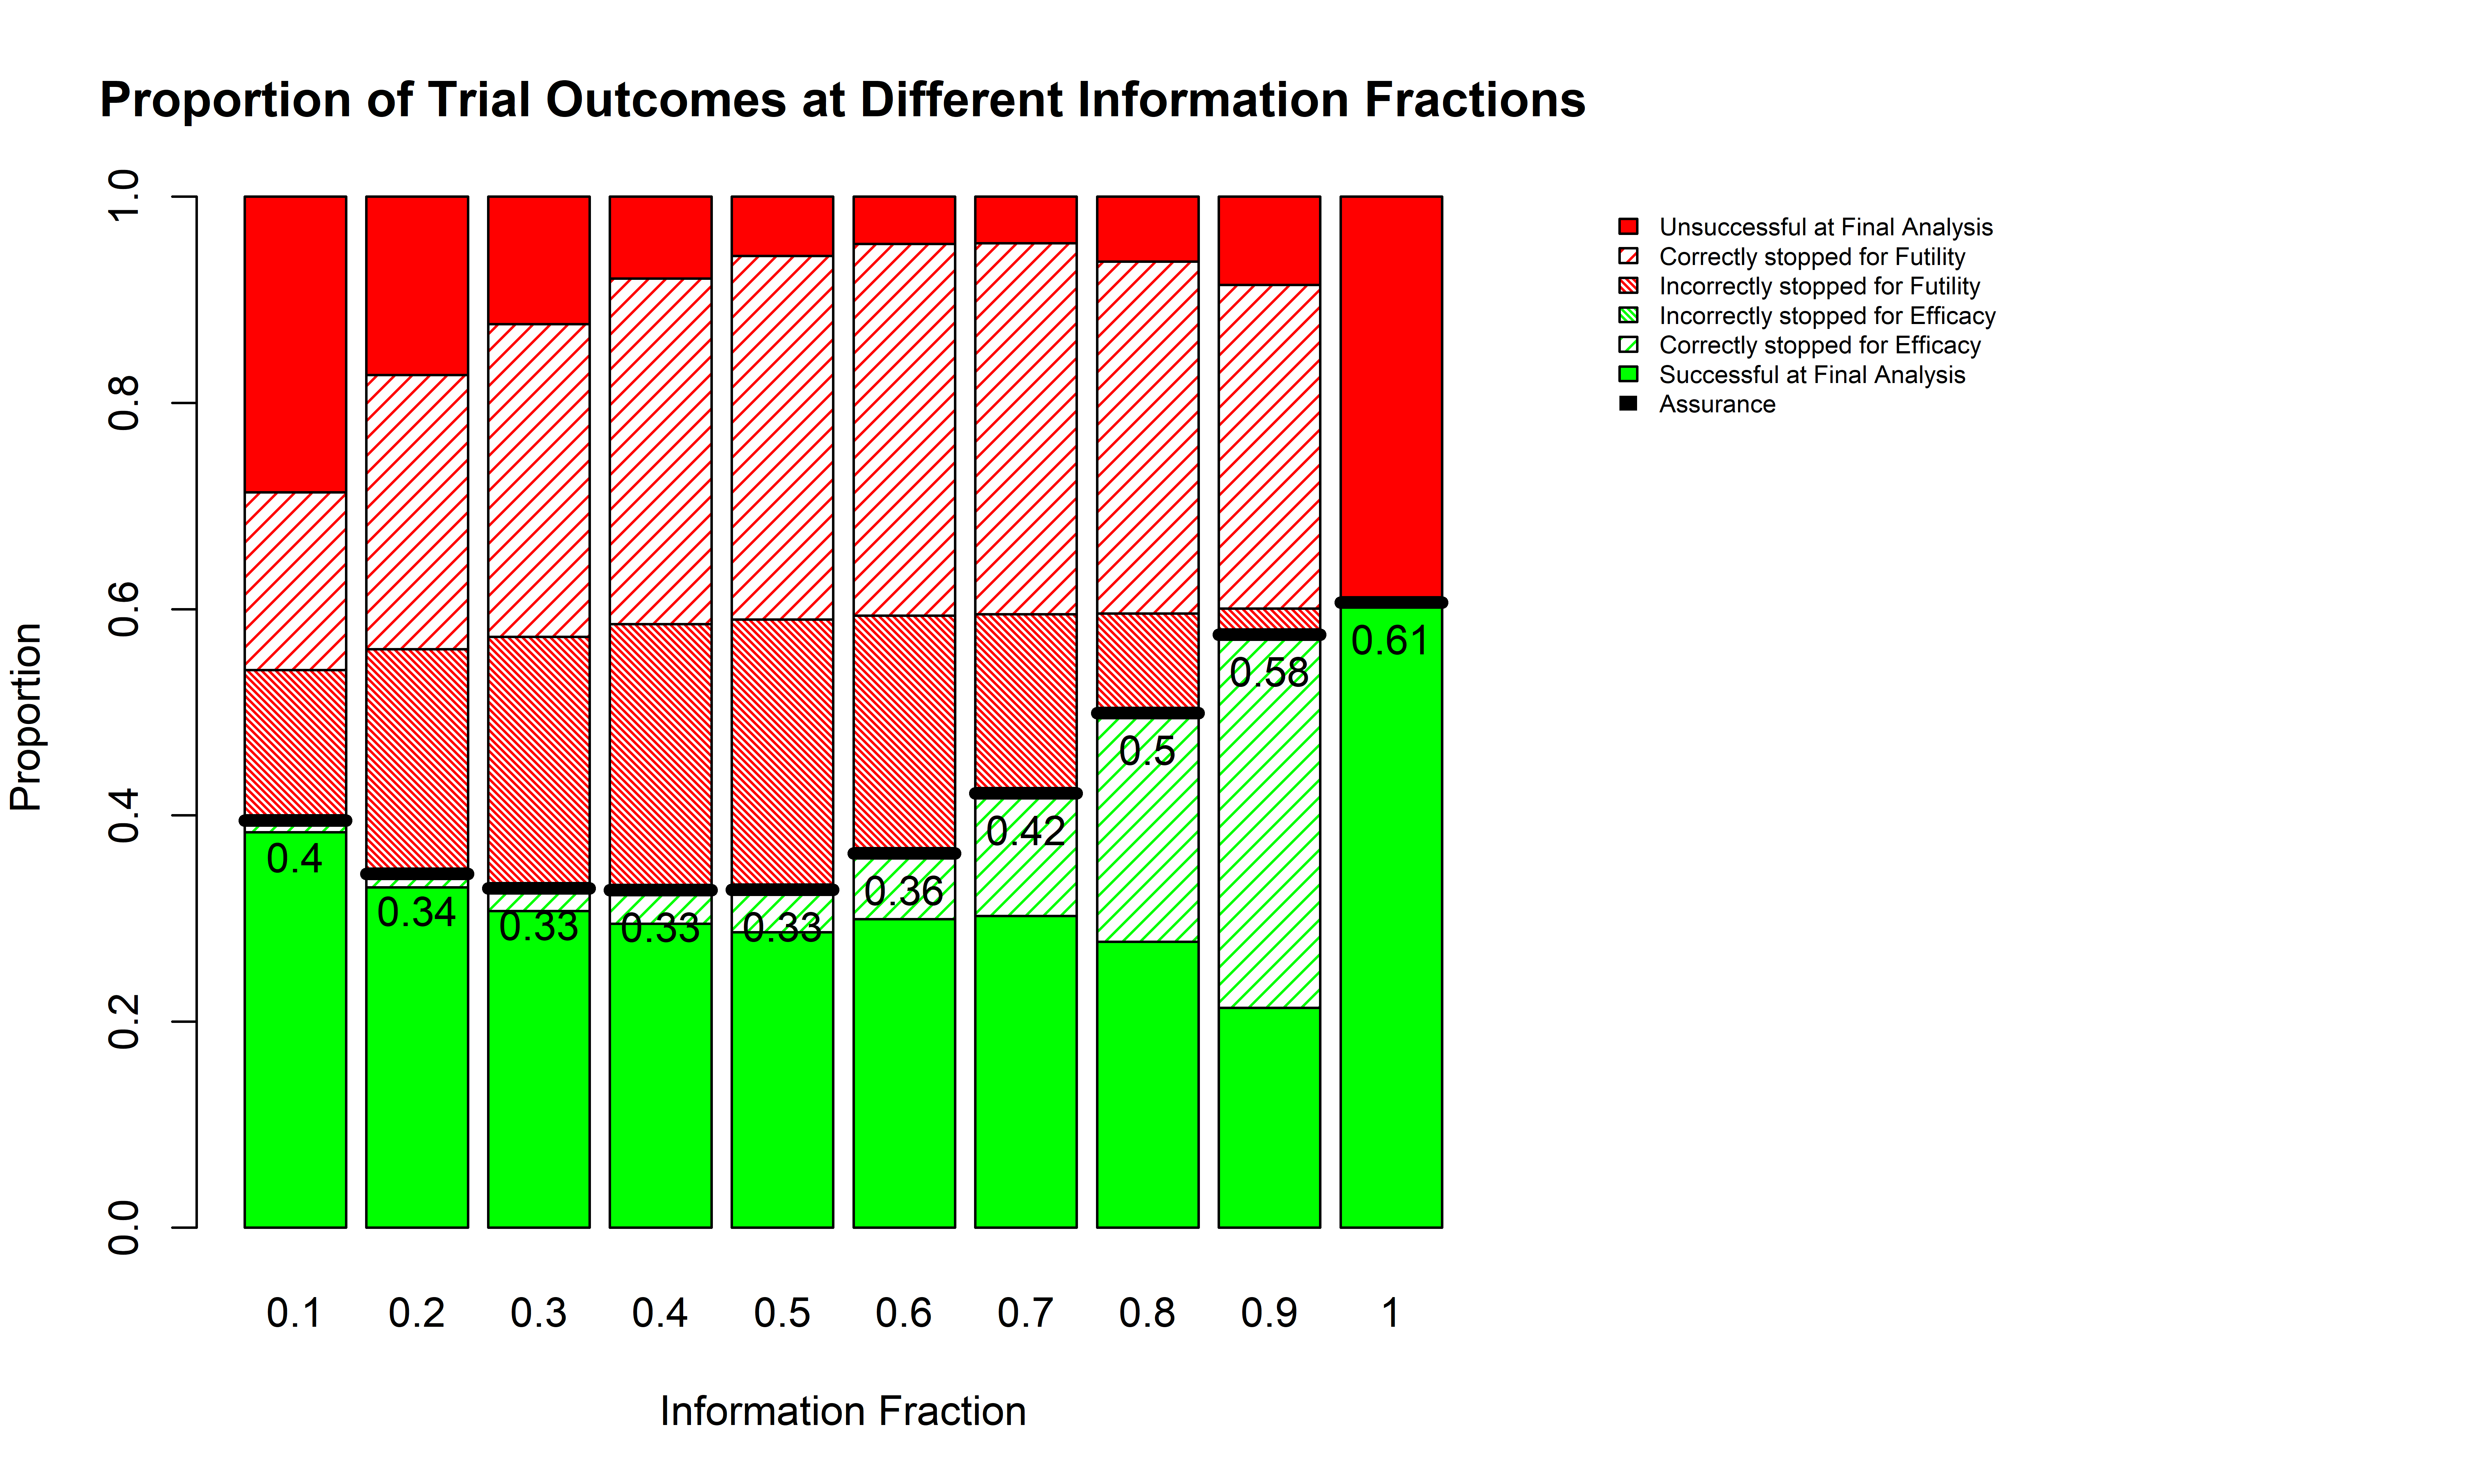 Proportion of Trial Outcomes at Different Information Fractions
Proportion
1.0
0.8
0.6
0.4
0.2
0.0
0.4
0.34
0.33
0.33
0.33
0.36
0.42
0.5
0.58
0.61
0.1 0.2 0.3 0.4 0.5 0.6 0.7 0.8 0.9 1
Information Fraction
Unsuccessful at Final Analysis
Correctly stopped for Futility
Incorrectly stopped for Futility
Incorrectly stopped for Efficacy
Correctly stopped for Efficacy
Successful at Final Analysis
Assurance